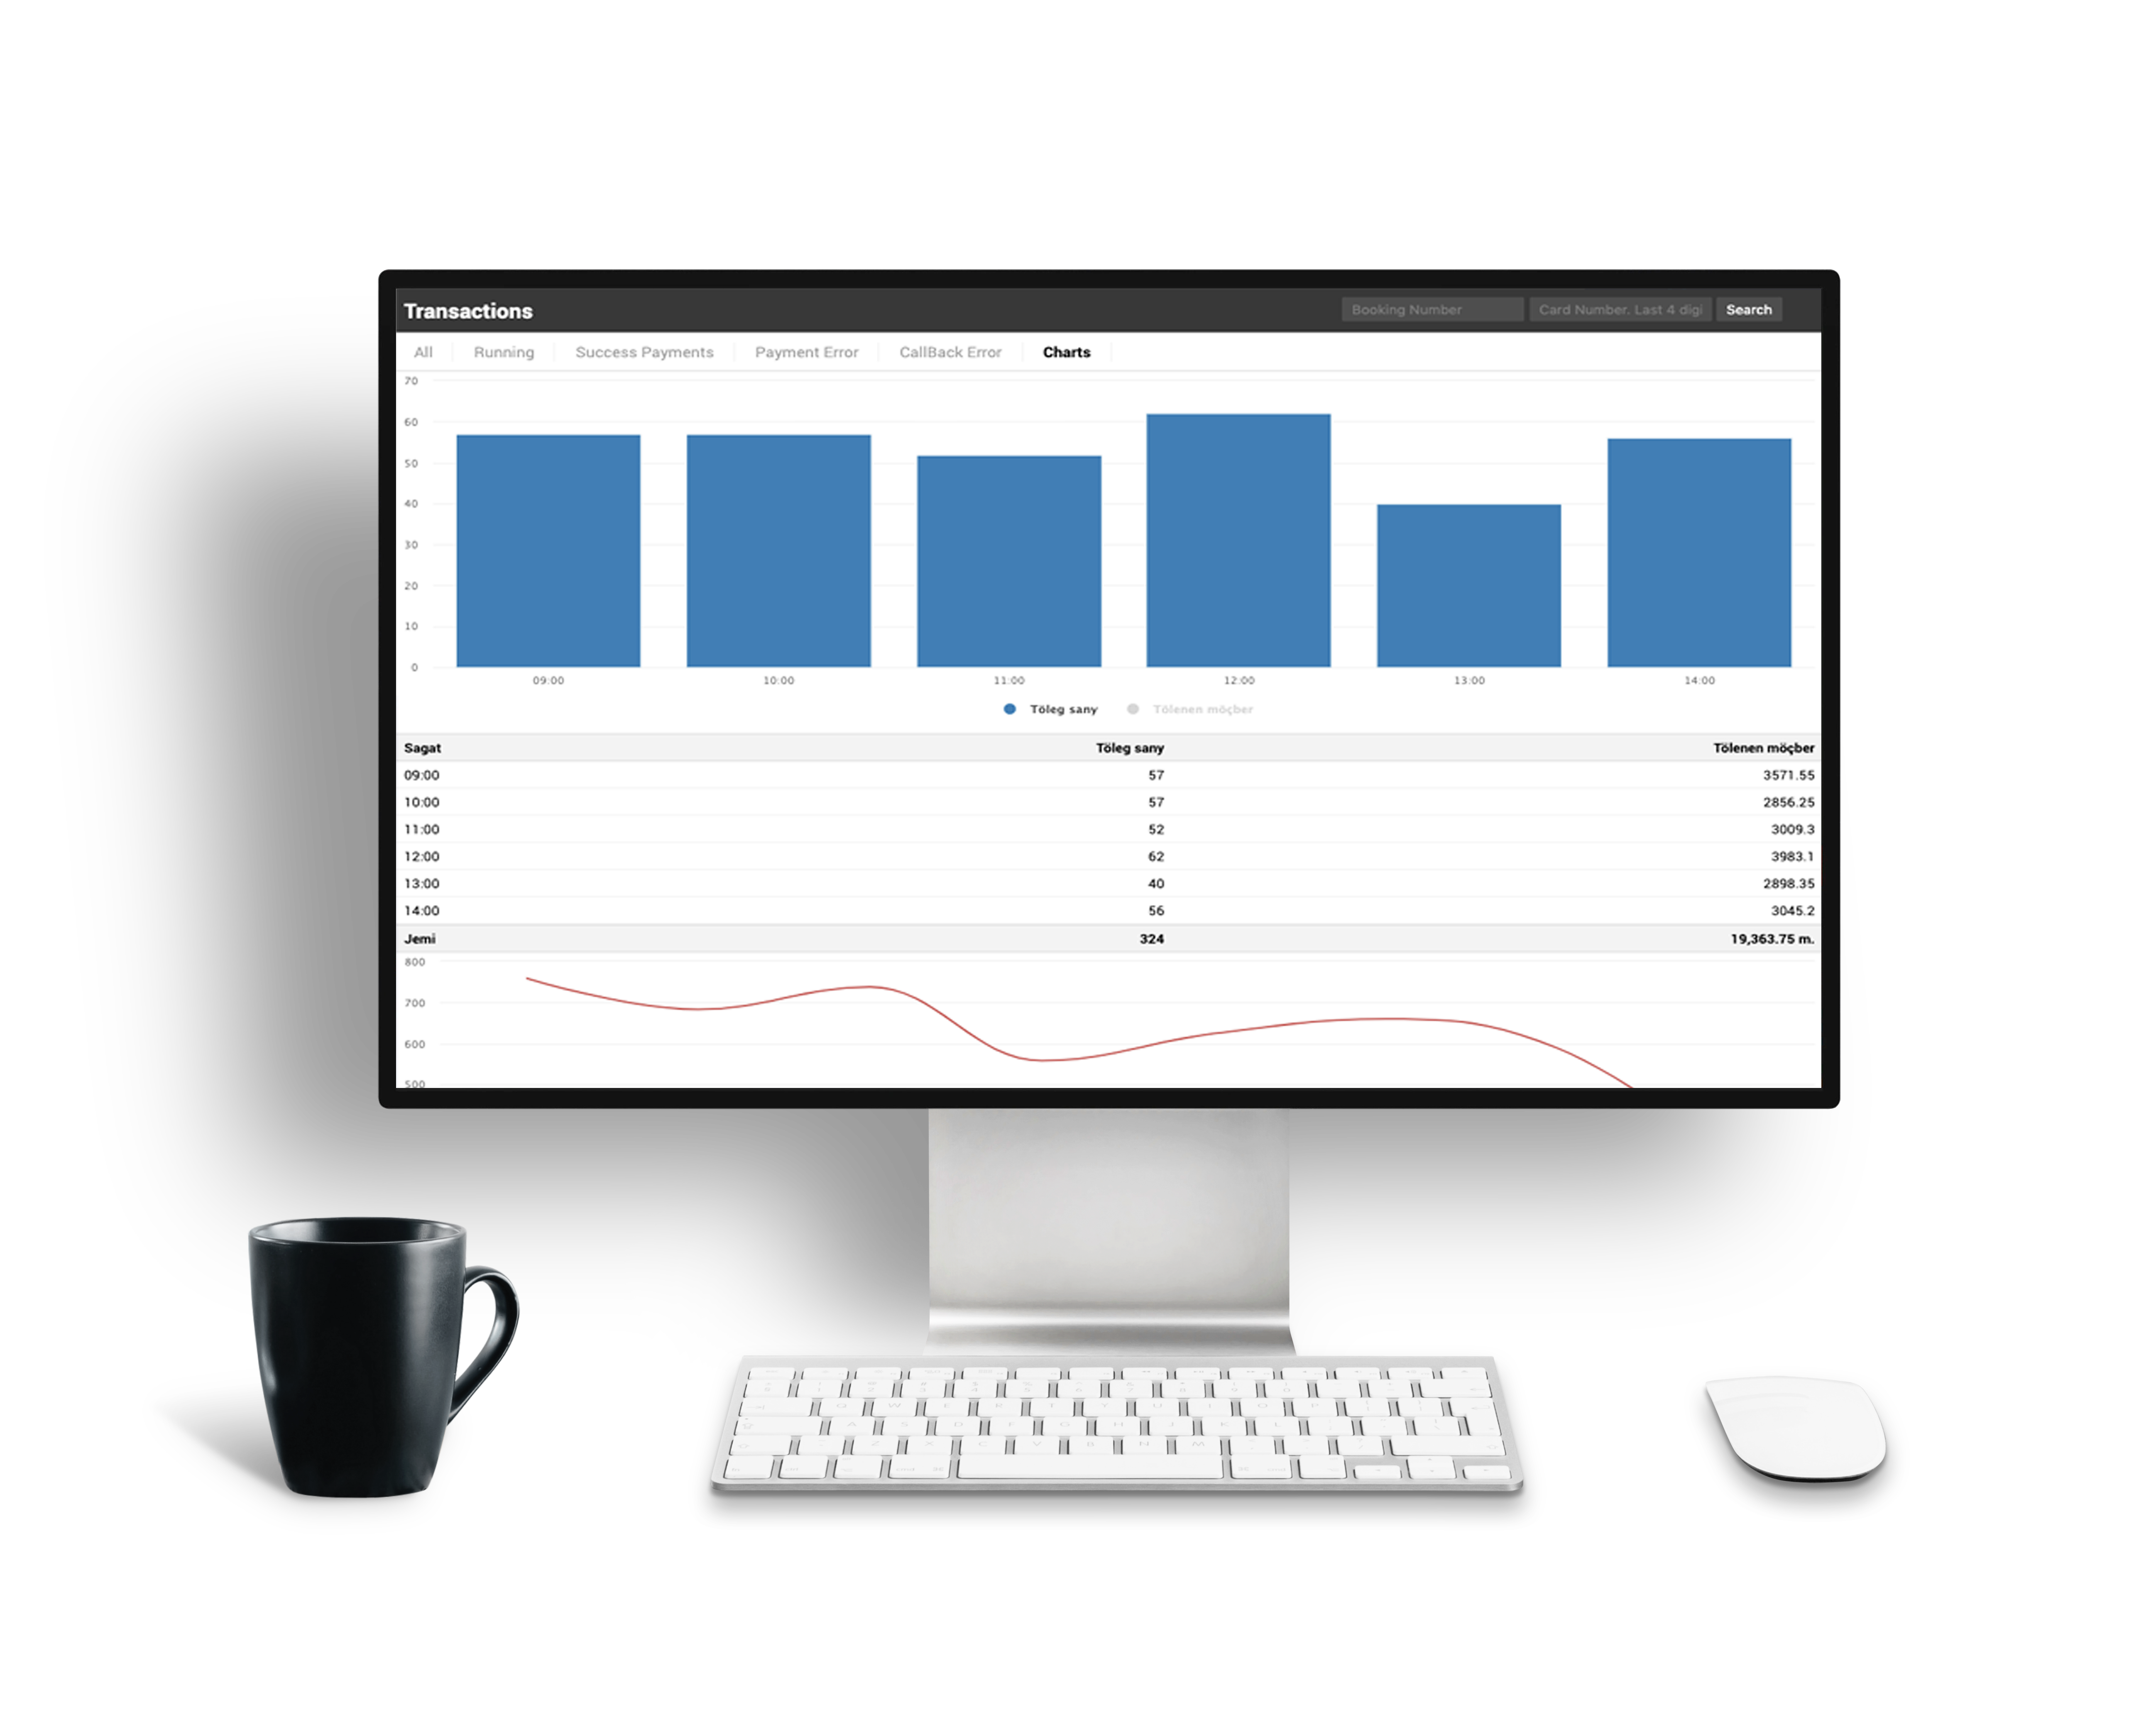 Transactions Booking Number Card Number. Last 4 digi Search
All Running Success Payments Payment Error CallBack Error Charts
70
60
50
40
30
20
10
0
09:00 10:00 11:00 12:00 13:00 14:00
Töleg sany Tölenen möçber
Sagat Töleg sany Tölenen möçber
09:00 57 3571.55
10:00 57 2856.25
11:00 52 3009.3
12:00 62 3983.1
13:00 40 2898.35
14:00 56 3045.2
Jemi 324 19,363.75 m.
800
700
600
500